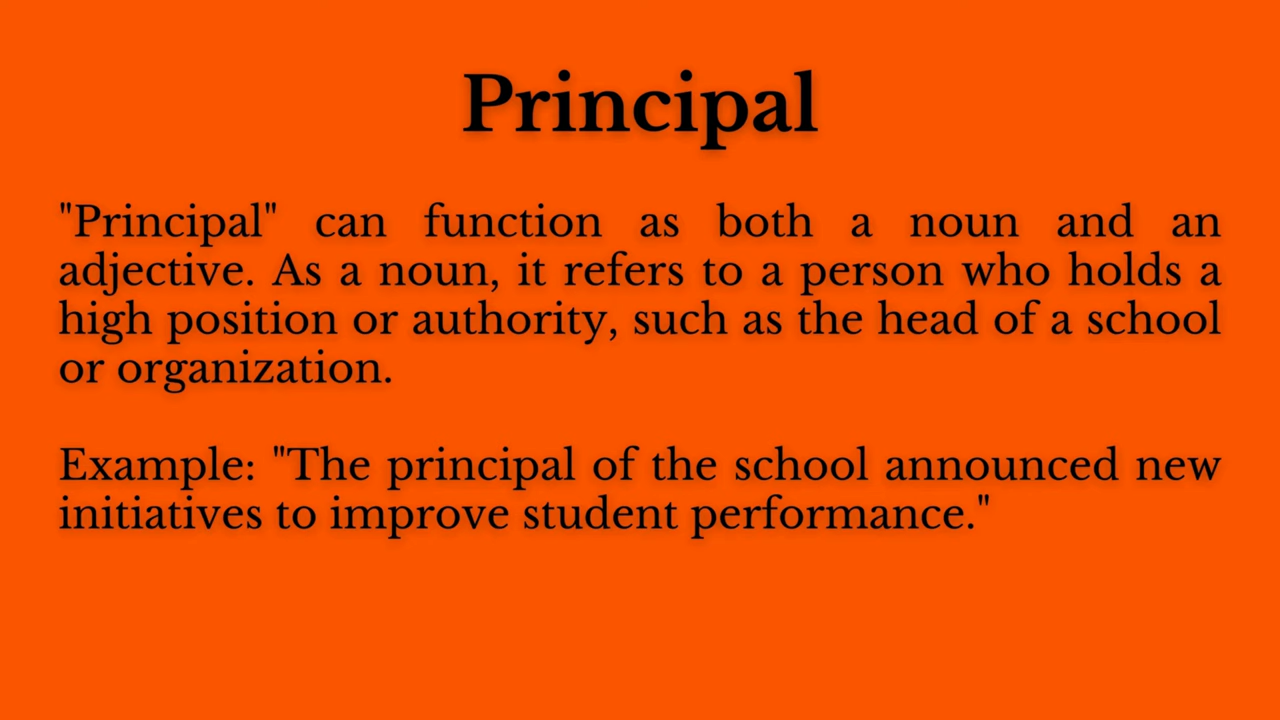 Principal
"Principal" can function as both a noun and an
adjective. As a noun, it refers to a person who holds a
high position or authority, such as the head of a school
or organization.
Example: "The principal of the school announced new
initiatives to improve student performance."